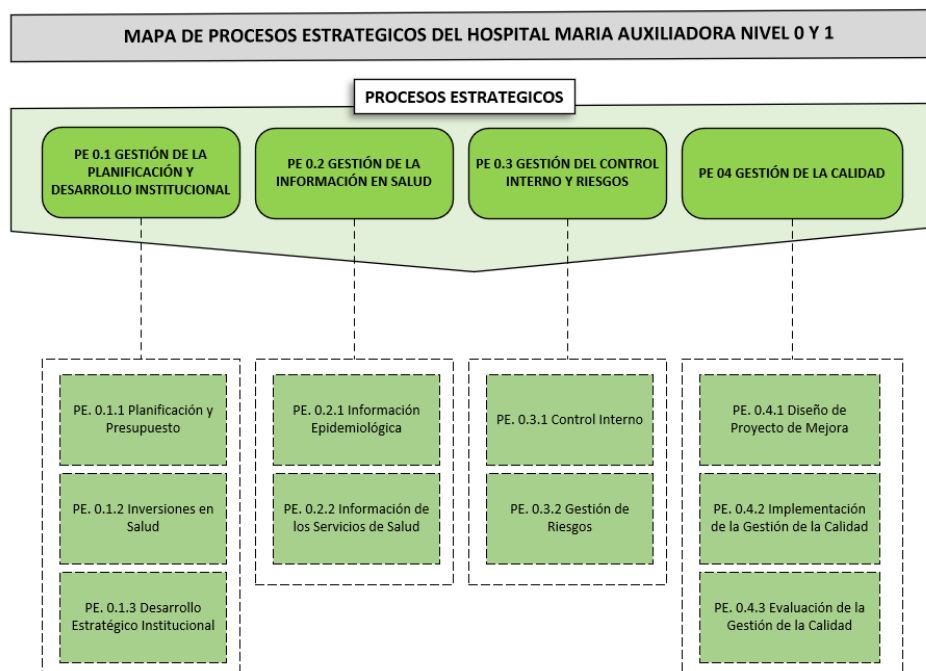 MAPA DE PROCESOS ESTRATEGICOS DEL HOSPITAL MARIA AUXILIADORA NIVEL 0 Y 1
PROCESOS ESTRATEGICOS
PE 0.1 GESTIÓN DE LA
PLANIFICACIÓN Y
DESARROLLO INSTITUCIONAL
PE 0.2 GESTIÓN DE LA
INFORMACIÓN EN SALUD
PE 0.3 GESTIÓN DEL CONTROL
INTERNO Y RIESGOS
PE 04 GESTIÓN DE LA CALIDAD
PE. 0.1.1 Planificación y
Presupuesto
PE. 0.1.2 Inversiones en
Salud
PE. 0.1.3 Desarrollo
Estratégico Institucional
PE. 0.2.1 Información
Epidemiológica
PE. 0.2.2 Información de
los Servicios de Salud
PE. 0.3.1 Control Interno
PE. 0.3.2 Gestión de
Riesgos
PE. 0.4.1 Diseño de
Proyecto de Mejora
PE. 0.4.2 Implementación
de la Gestión de la Calidad
PE. 0.4.3 Evaluación de la
Gestión de la Calidad